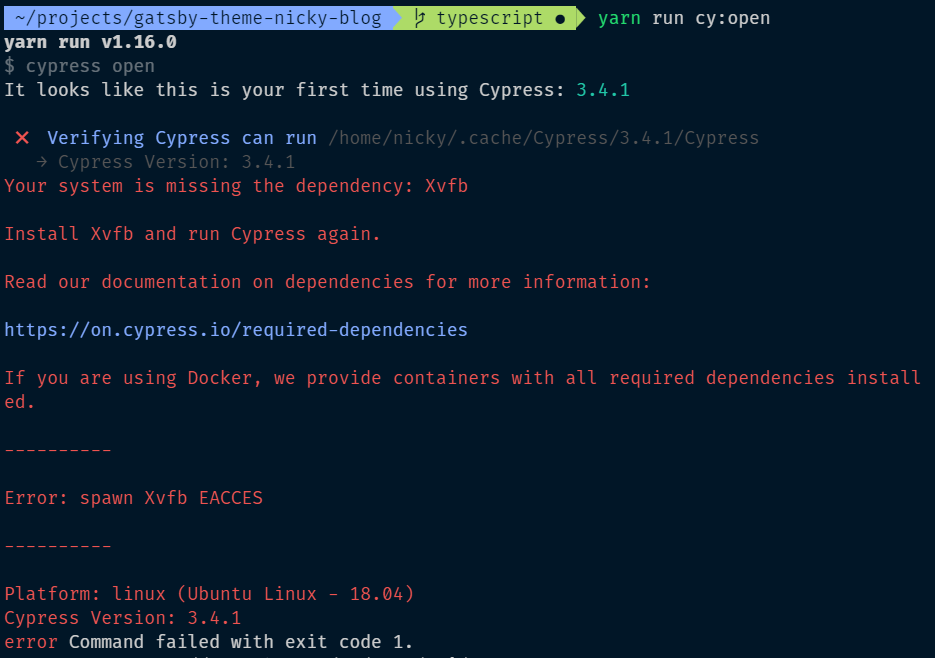 ~/projects/gatsby-theme-nicky-blog typescript ● yarn run cy:open
yarn run v1.16.0
$ cypress open
It looks like this is your first time using Cypress: 3.4.1
✕ Verifying Cypress can run /home/nicky/.cache/Cypress/3.4.1/Cypress
→ Cypress Version: 3.4.1
Your system is missing the dependency: Xvfb
Install Xvfb and run Cypress again.
Read our documentation on dependencies for more information:
https://on.cypress.io/required-dependencies
If you are using Docker, we provide containers with all required dependencies install
ed.
----------
Error: spawn Xvfb EACCES
----------
Platform: linux (Ubuntu Linux - 18.04)
Cypress Version: 3.4.1
error Command failed with exit code 1.